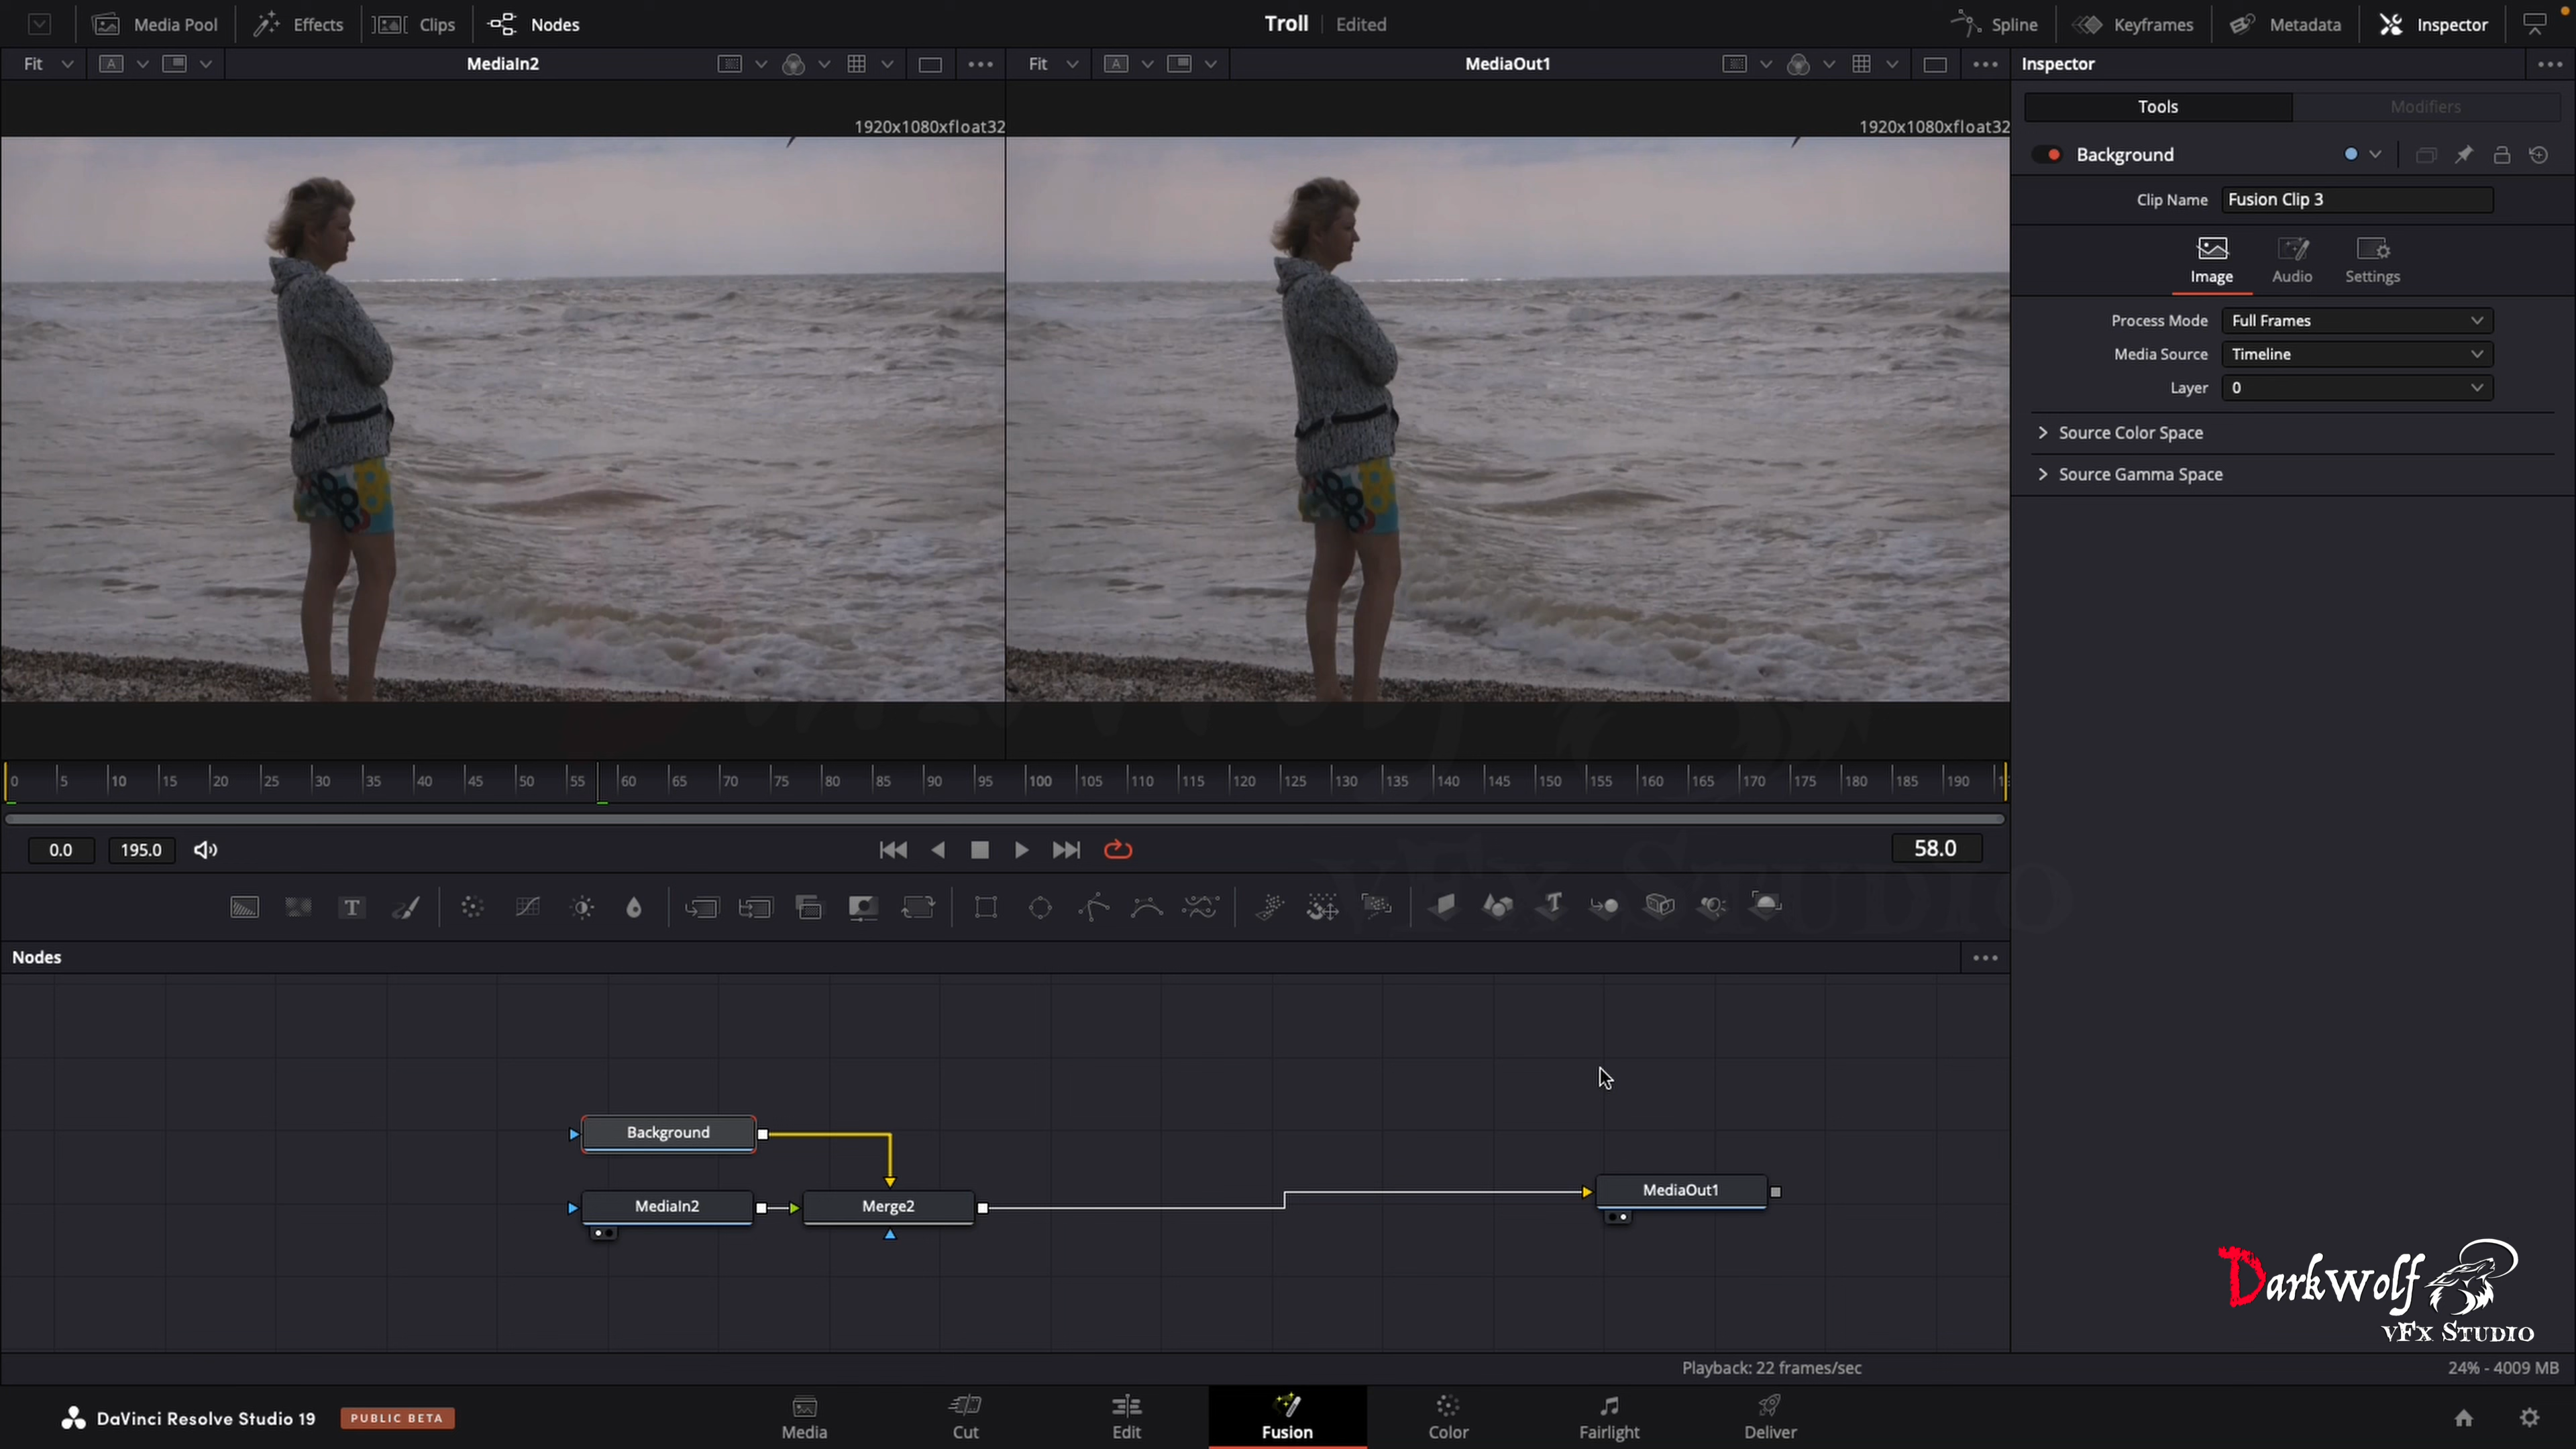 Media Pool
Effects
Clips
Nodes
Troll
Edited
Spline
Keyframes
Metadata
Inspector
Fit
A
MediaIn2
Fit
A
MediaOut1
Inspector
1920x1080xfloat32
1920x1080xfloat32
Tools
Modifiers
Background
Clip Name
Fusion Clip 3
Image
Audio
Settings
Process Mode
Full Frames
Media Source
Timeline
Layer
0
Source Color Space
Source Gamma Space
0 5 10 15 20 25 30 35 40 45 50 55 60 65 70 75 80 85 90 95 100 105 110 115 120 125 130 135 140 145 150 155 160 165 170 175 180 185 190
0.0
195.0
58.0
T
T
VFX STUDIO
Nodes
Background
MediaIn2
Merge2
MediaOut1
DarkWolf
VFX STUDIO
Playback: 22 frames/sec
24% - 4009 MB
DaVinci Resolve Studio 19
PUBLIC BETA
Media
Cut
Edit
Fusion
Color
Fairlight
Deliver